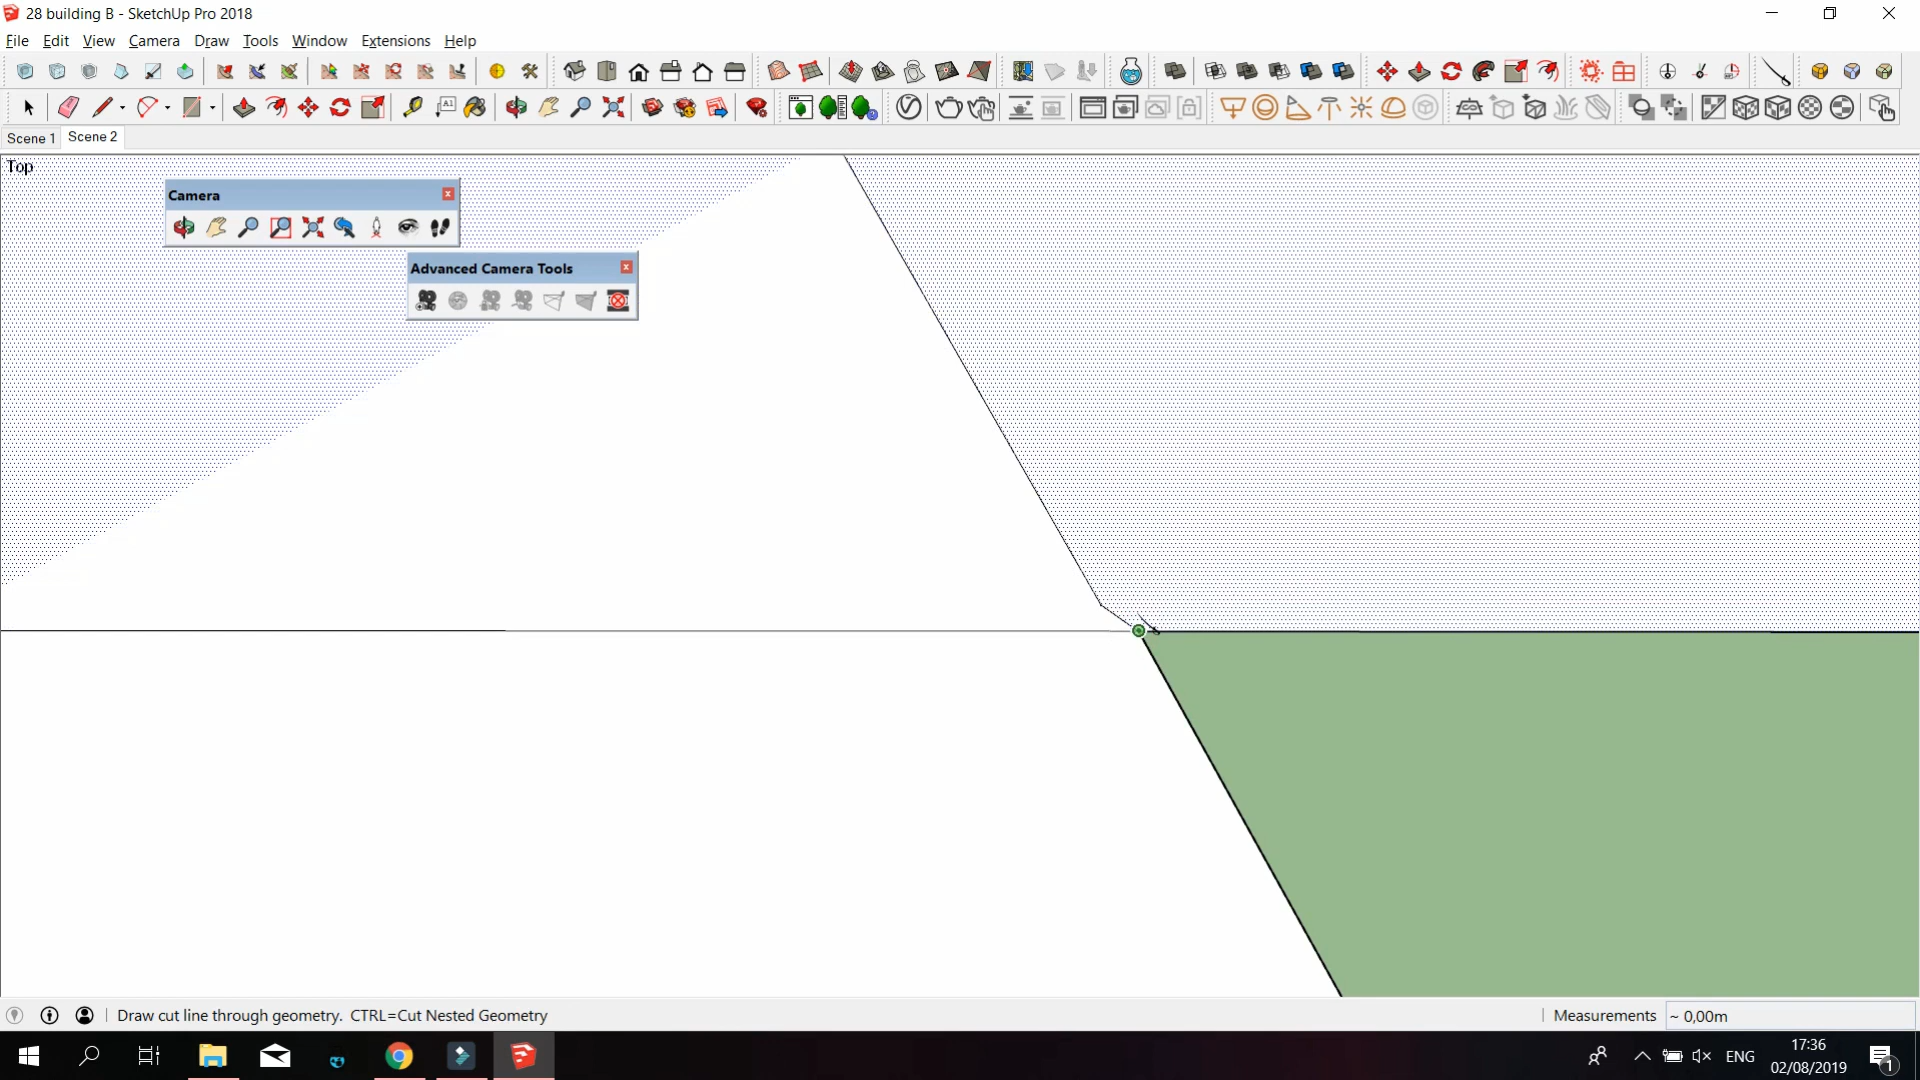 28 building B - SketchUp Pro 2018
File Edit View Camera Draw Tools Window Extensions Help
Scene 1 Scene 2
Top
Camera
Advanced Camera Tools
Draw cut line through geometry. CTRL=Cut Nested Geometry
Measurements ~ 0,00m
ENG
17:36
02/08/2019
1